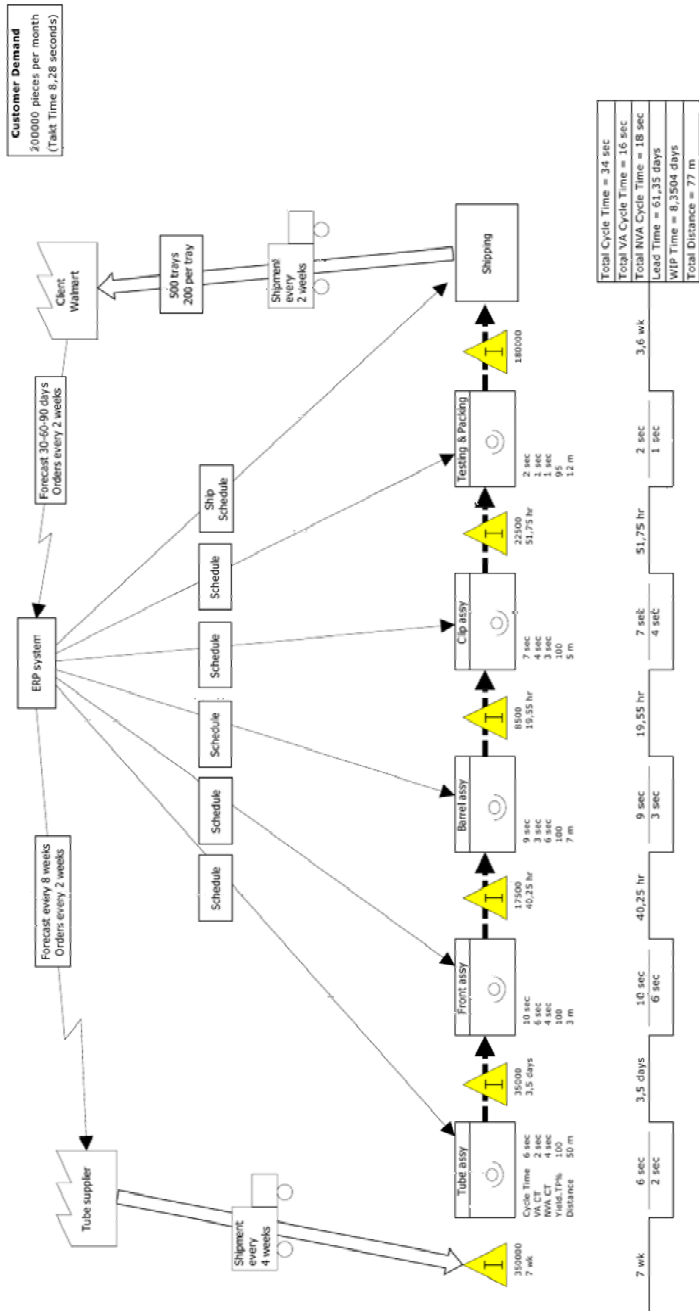 Customer Demand
200000 pieces per month
(Takt Time 8,28 seconds)
Tube supplier
Forecast every 8 weeks
Orders every 2 weeks
ERP system
Forecast 30-60-90 days
Orders every 2 weeks
Client
Walmart
Shipment
every
4 weeks
Schedule
Schedule
Schedule
Schedule
Schedule
Ship
Schedule
500 trays
200 per tray
Shipment
every
2 weeks
I
350000
7 wk
Tube assy
Cycle Time 6 sec
VA CT 2 sec
NVA CT 4 sec
Yield,TP% 100
Distance 50 m
I
35000
3,5 days
Front assy
10 sec
6 sec
4 sec
100
3 m
I
17500
40,25 hr
Barrel assy
9 sec
3 sec
6 sec
100
7 m
I
8500
19,55 hr
Clip assy
7 sec
4 sec
3 sec
100
5 m
I
22500
51,75 hr
Testing & Packing
2 sec
1 sec
1 sec
95
12 m
I
180000
Shipping
7 wk
6 sec
2 sec
3,5 days
10 sec
6 sec
40,25 hr
9 sec
3 sec
19,55 hr
7 sec
4 sec
51,75 hr
2 sec
1 sec
3,6 wk
Total Cycle Time = 34 sec
Total VA Cycle Time = 16 sec
Total NVA Cycle Time = 18 sec
Lead Time = 61,35 days
WIP Time = 8,3504 days
Total Distance = 77 m